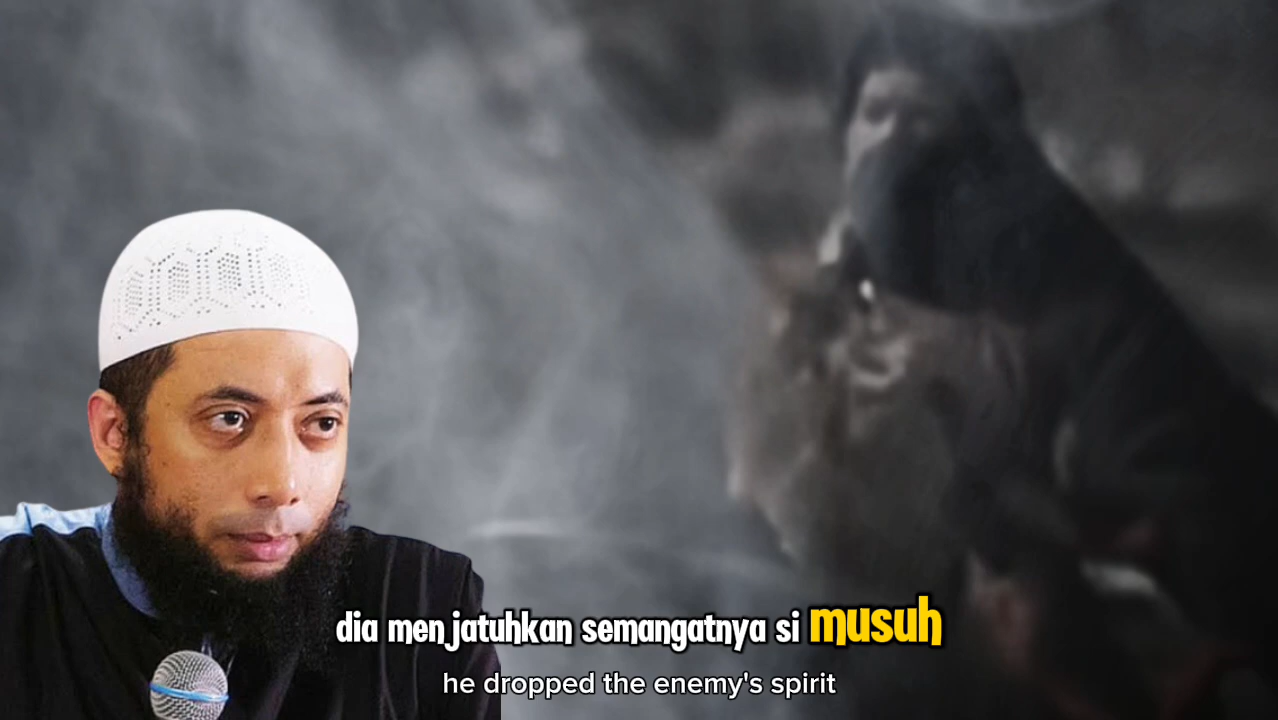 dia menjatuhkan semangatnya si musuh
he dropped the enemy's spirit